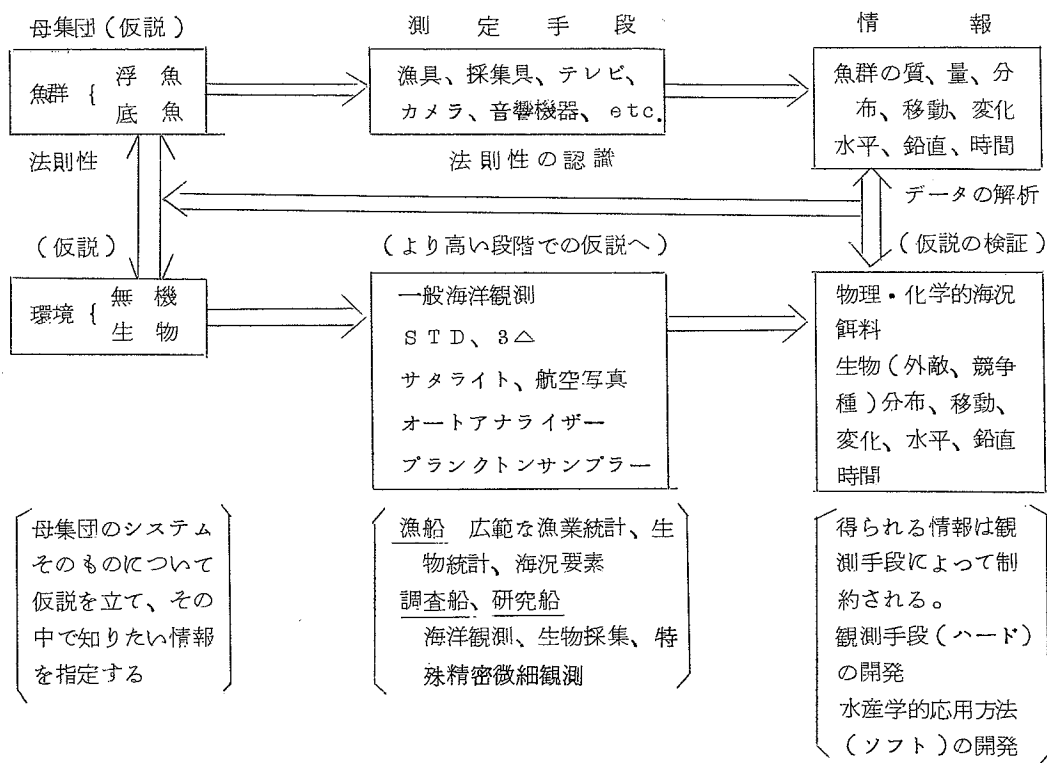 母集団(仮説)
測定手段
情報
魚群 { 浮魚
底魚
漁具、採集具、テレビ、
カメラ、音響機器、etc.
魚群の質、量、分
布、移動、変化
水平、鉛直、時間
法則性
法則性の認識
データの解析
(仮説)
(より高い段階での仮説へ)
(仮説の検証)
環境 { 無機
生物
一般海洋観測
STD、3△
サタライト、航空写真
オートアナライザー
プランクトンサンプラー
物理・化学的海況
餌料
生物(外敵、競争
種)分布、移動、
変化、水平、鉛直
時間
母集団のシステム
そのものについて
仮説を立て、その
中で知りたい情報
を指定する
漁船 広範な漁業統計、生
物統計、海況要素
調査船、研究船
海洋観測、生物採集、特
殊精密微細観測
得られる情報は観
測手段によって制
約される。
観測手段(ハード)
の開発
水産学的応用方法
(ソフト)の開発